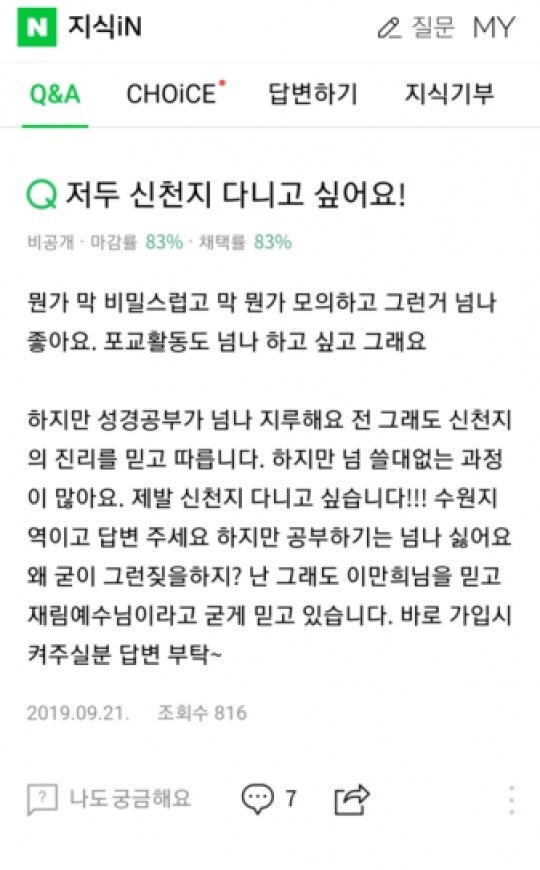 N 지식iN 질문 MY
Q&A CHOiCE 답변하기 지식기부
Q 저두 신천지 다니고 싶어요!
비공개 · 마감률 83% · 채택률 83%
뭔가 막 비밀스럽고 막 뭔가 모의하고 그런거 넘나
좋아요. 포교활동도 넘나 하고 싶고 그래요
하지만 성경공부가 넘나 지루해요 전 그래도 신천지
의 진리를 믿고 따릅니다. 하지만 넘 쓸대없는 과정
이 많아요. 제발 신천지 다니고 싶습니다!!! 수원지
역이고 답변 주세요 하지만 공부하기는 넘나 싫어요
왜 굳이 그런짖을하지? 난 그래도 이만희님을 믿고
재림예수님이라고 굳게 믿고 있습니다. 바로 가입시
켜주실분 답변 부탁~
2019.09.21. 조회수 816
? 나도 궁금해요 7